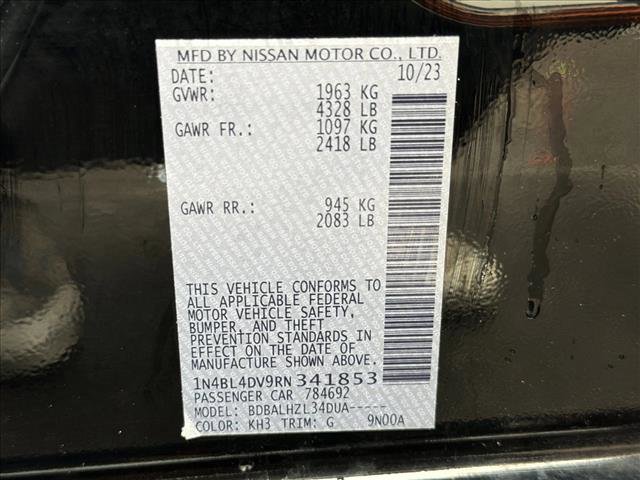 MFD BY NISSAN MOTOR CO., LTD.
DATE: 10/23
GVWR: 1963 KG
4328 LB
GAWR FR.: 1097 KG
2418 LB
GAWR RR.: 945 KG
2083 LB
THIS VEHICLE CONFORMS TO
ALL APPLICABLE FEDERAL
MOTOR VEHICLE SAFETY,
BUMPER, AND THEFT
PREVENTION STANDARDS IN
EFFECT ON THE DATE OF
MANUFACTURE SHOWN ABOVE.
1N4BL4DV9RN341853
PASSENGER CAR 784692
MODEL: BDBALHZL34DUA-----
COLOR: KH3 TRIM: G 9N00A